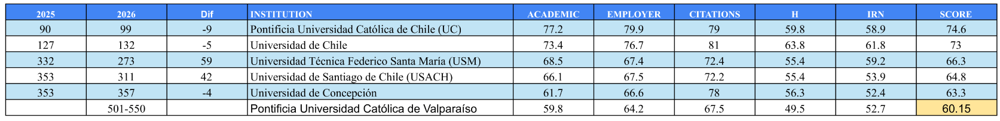 2025 2026 Dif INSTITUTION ACADEMIC EMPLOYER CITATIONS H IRN SCORE
90 99 -9 Pontificia Universidad Católica de Chile (UC) 77.2 79.9 79 59.8 58.9 74.6
127 132 -5 Universidad de Chile 73.4 76.7 81 63.8 61.8 73
332 273 59 Universidad Técnica Federico Santa María (USM) 68.5 67.4 72.4 55.4 59.2 66.3
353 311 42 Universidad de Santiago de Chile (USACH) 66.1 67.5 72.2 55.4 53.9 64.8
353 357 -4 Universidad de Concepción 61.7 66.6 78 56.3 52.4 63.3
501-550 Pontificia Universidad Católica de Valparaíso 59.8 64.2 67.5 49.5 52.7 60.15